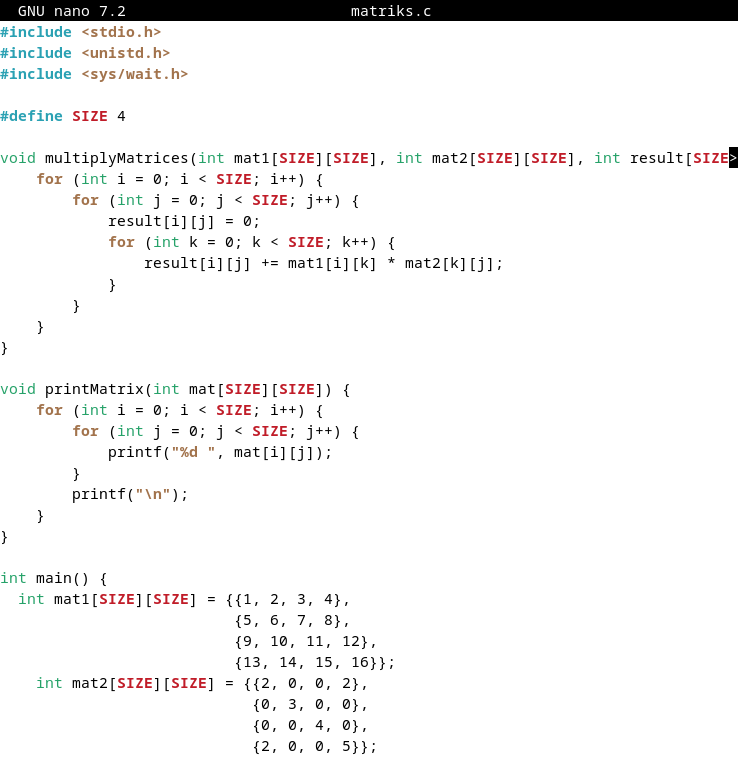 GNU nano 7.2 matriks.c
#include <stdio.h>
#include <unistd.h>
#include <sys/wait.h>

#define SIZE 4

void multiplyMatrices(int mat1[SIZE][SIZE], int mat2[SIZE][SIZE], int result[SIZE>
    for (int i = 0; i < SIZE; i++) {
        for (int j = 0; j < SIZE; j++) {
            result[i][j] = 0;
            for (int k = 0; k < SIZE; k++) {
                result[i][j] += mat1[i][k] * mat2[k][j];
            }
        }
    }
}

void printMatrix(int mat[SIZE][SIZE]) {
    for (int i = 0; i < SIZE; i++) {
        for (int j = 0; j < SIZE; j++) {
            printf("%d ", mat[i][j]);
        }
        printf("\n");
    }
}

int main() {
  int mat1[SIZE][SIZE] = {{1, 2, 3, 4},
                          {5, 6, 7, 8},
                          {9, 10, 11, 12},
                          {13, 14, 15, 16}};
    int mat2[SIZE][SIZE] = {{2, 0, 0, 2},
                            {0, 3, 0, 0},
                            {0, 0, 4, 0},
                            {2, 0, 0, 5}};